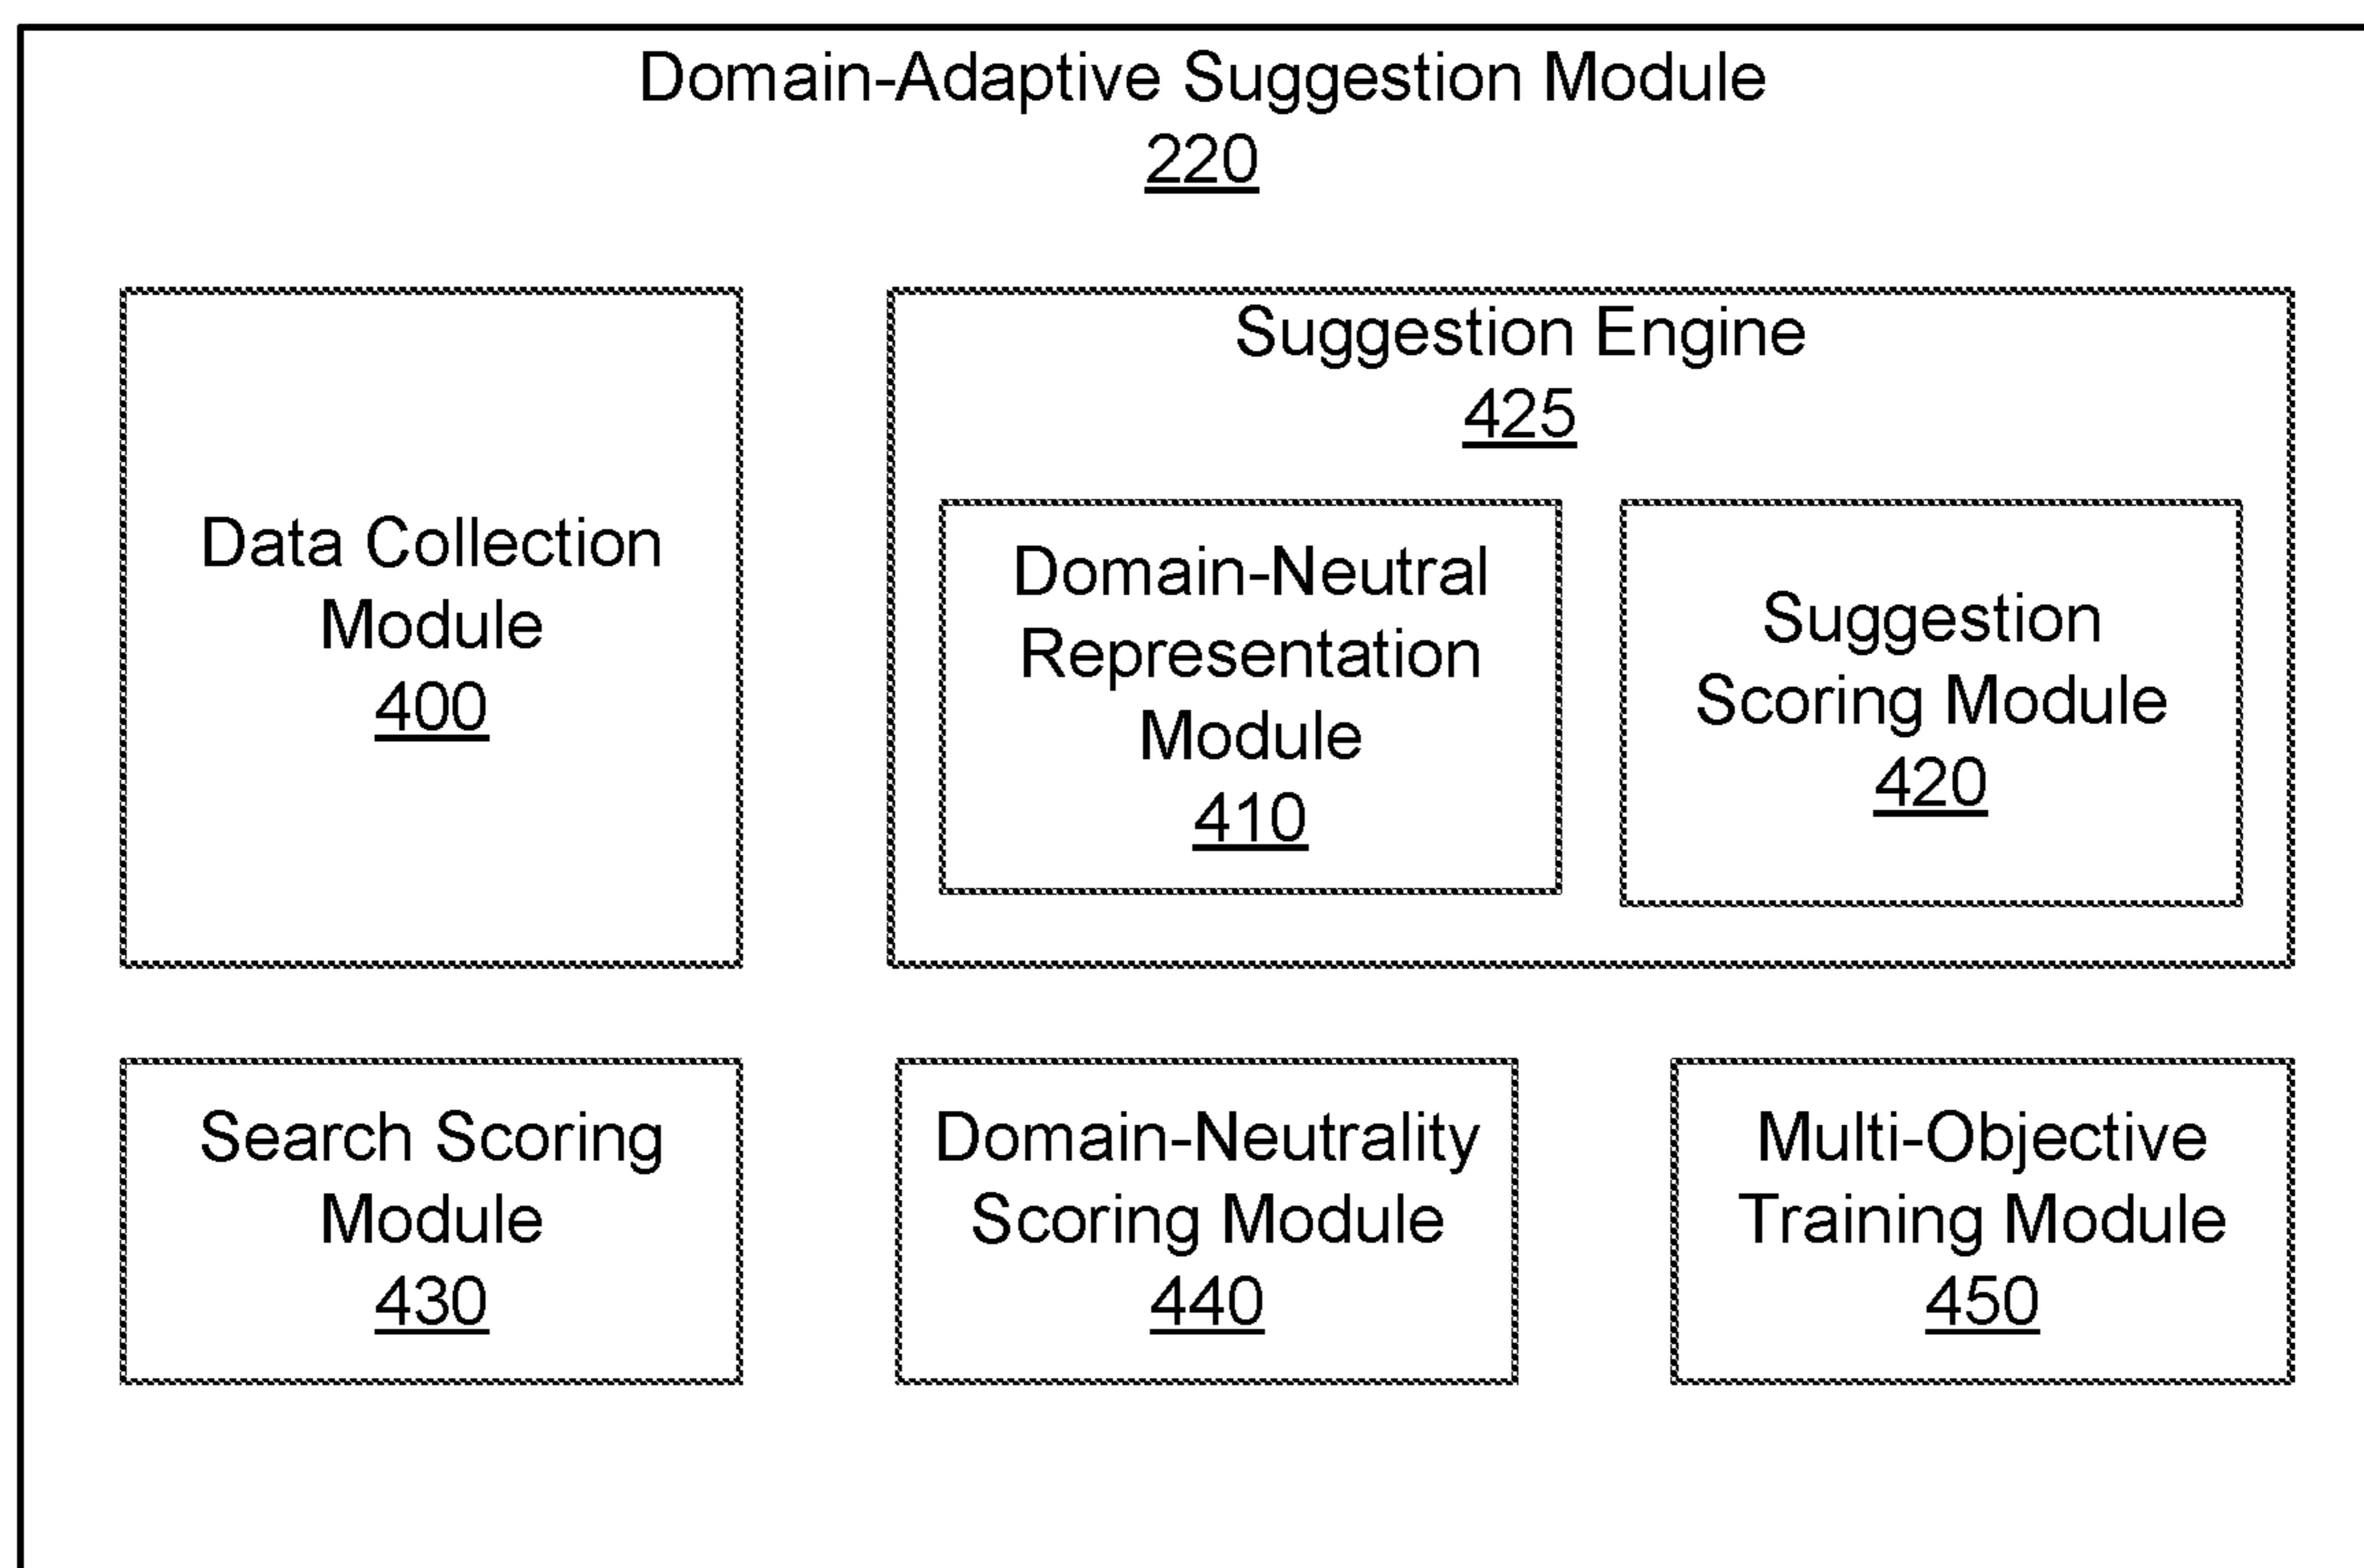 Domain-Adaptive Suggestion Module
220
Data Collection
Module
400
Suggestion Engine
425
Domain-Neutral
Representation
Module
410
Suggestion
Scoring Module
420
Search Scoring
Module
430
Domain-Neutrality
Scoring Module
440
Multi-Objective
Training Module
450